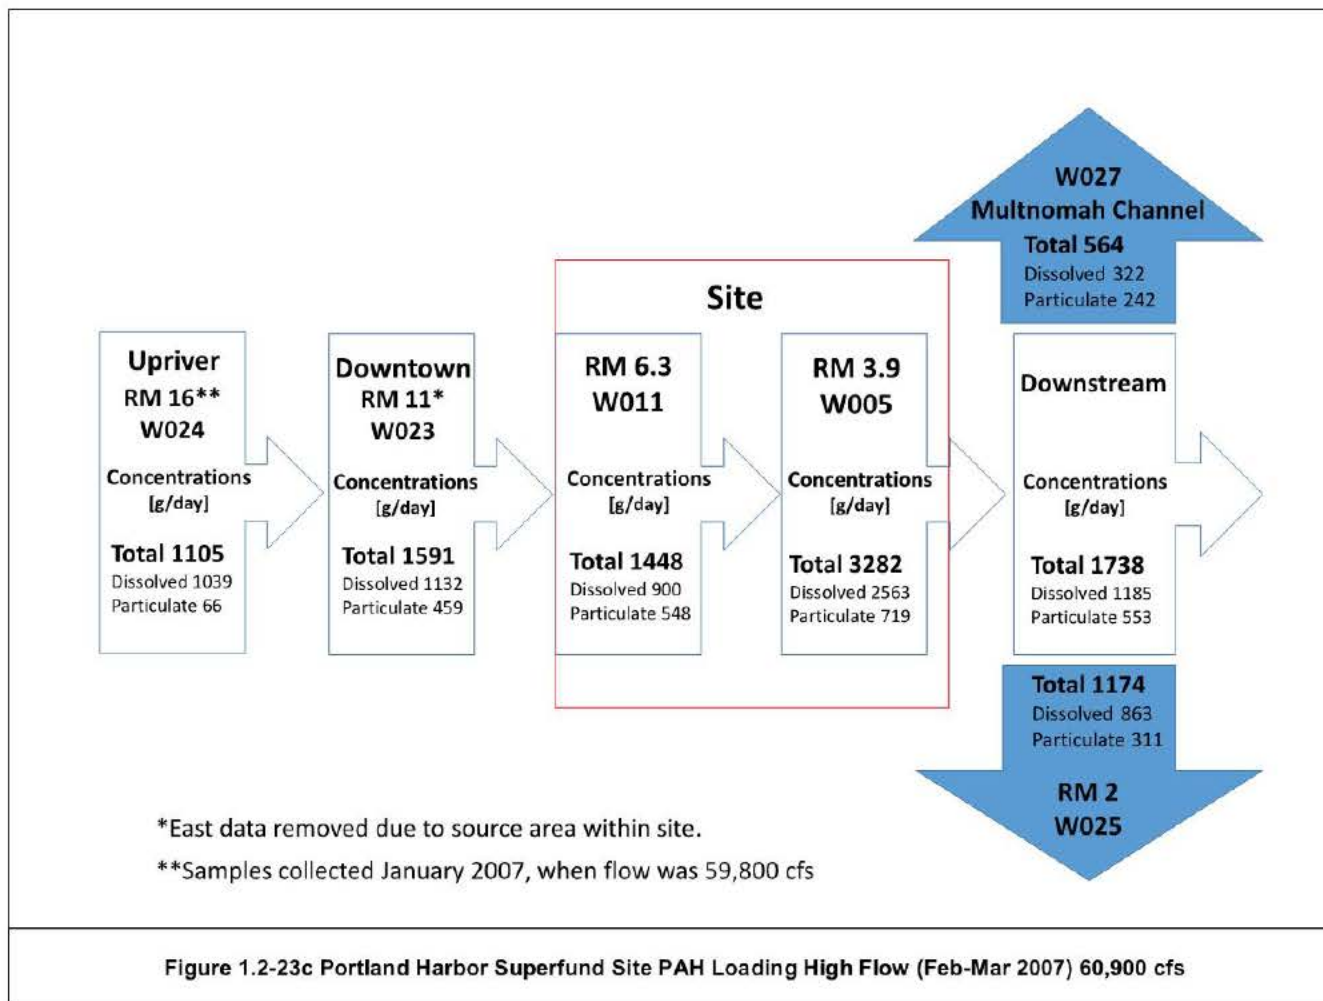 Upriver
RM 16**
W024
Concentrations
[g/day]
Total 1105
Dissolved 1039
Particulate 66
Downtown
RM 11*
W023
Concentrations
[g/day]
Total 1591
Dissolved 1132
Particulate 459
Site
RM 6.3
W011
Concentrations
[g/day]
Total 1448
Dissolved 900
Particulate 548
RM 3.9
W005
Concentrations
[g/day]
Total 3282
Dissolved 2563
Particulate 719
W027
Multnomah Channel
Total 564
Dissolved 322
Particulate 242
Downstream
Concentrations
[g/day]
Total 1738
Dissolved 1185
Particulate 553
Total 1174
Dissolved 863
Particulate 311
RM 2
W025
*East data removed due to source area within site.
**Samples collected January 2007, when flow was 59,800 cfs
Figure 1.2-23c Portland Harbor Superfund Site PAH Loading High Flow (Feb-Mar 2007) 60,900 cfs